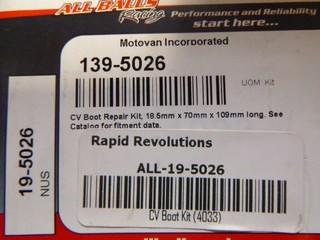 ALL BALLS
Racing
Performance and Reliability
start here...
Motovan Incorporated
139-5026
UOM Kit
CV Boot Repair Kit, 18.5mm x 70mm x 109mm long. See
Catalog for fitment data.
19-5026
NUS
Rapid Revolutions
ALL-19-5026
CV Boot Kit (4033)